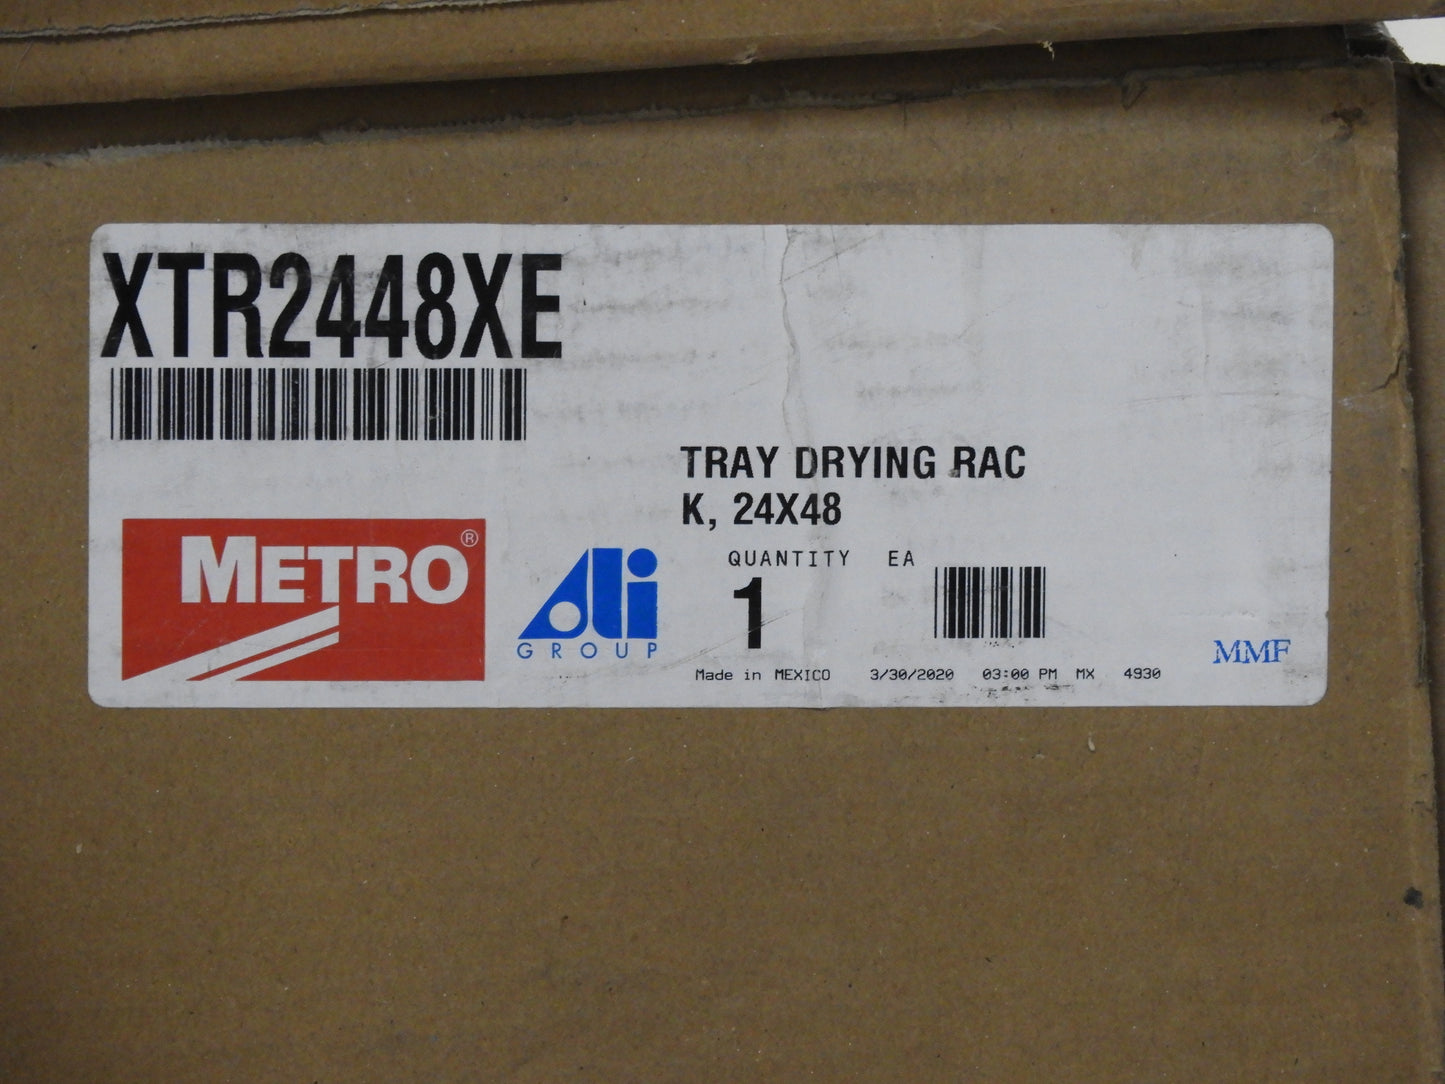 XTR2448XE
TRAY DRYING RAC
K, 24X48
QUANTITY EA
1
METRO®
ali
GROUP
Made in MEXICO 3/30/2020 03:00 PM MX 4930
MMF